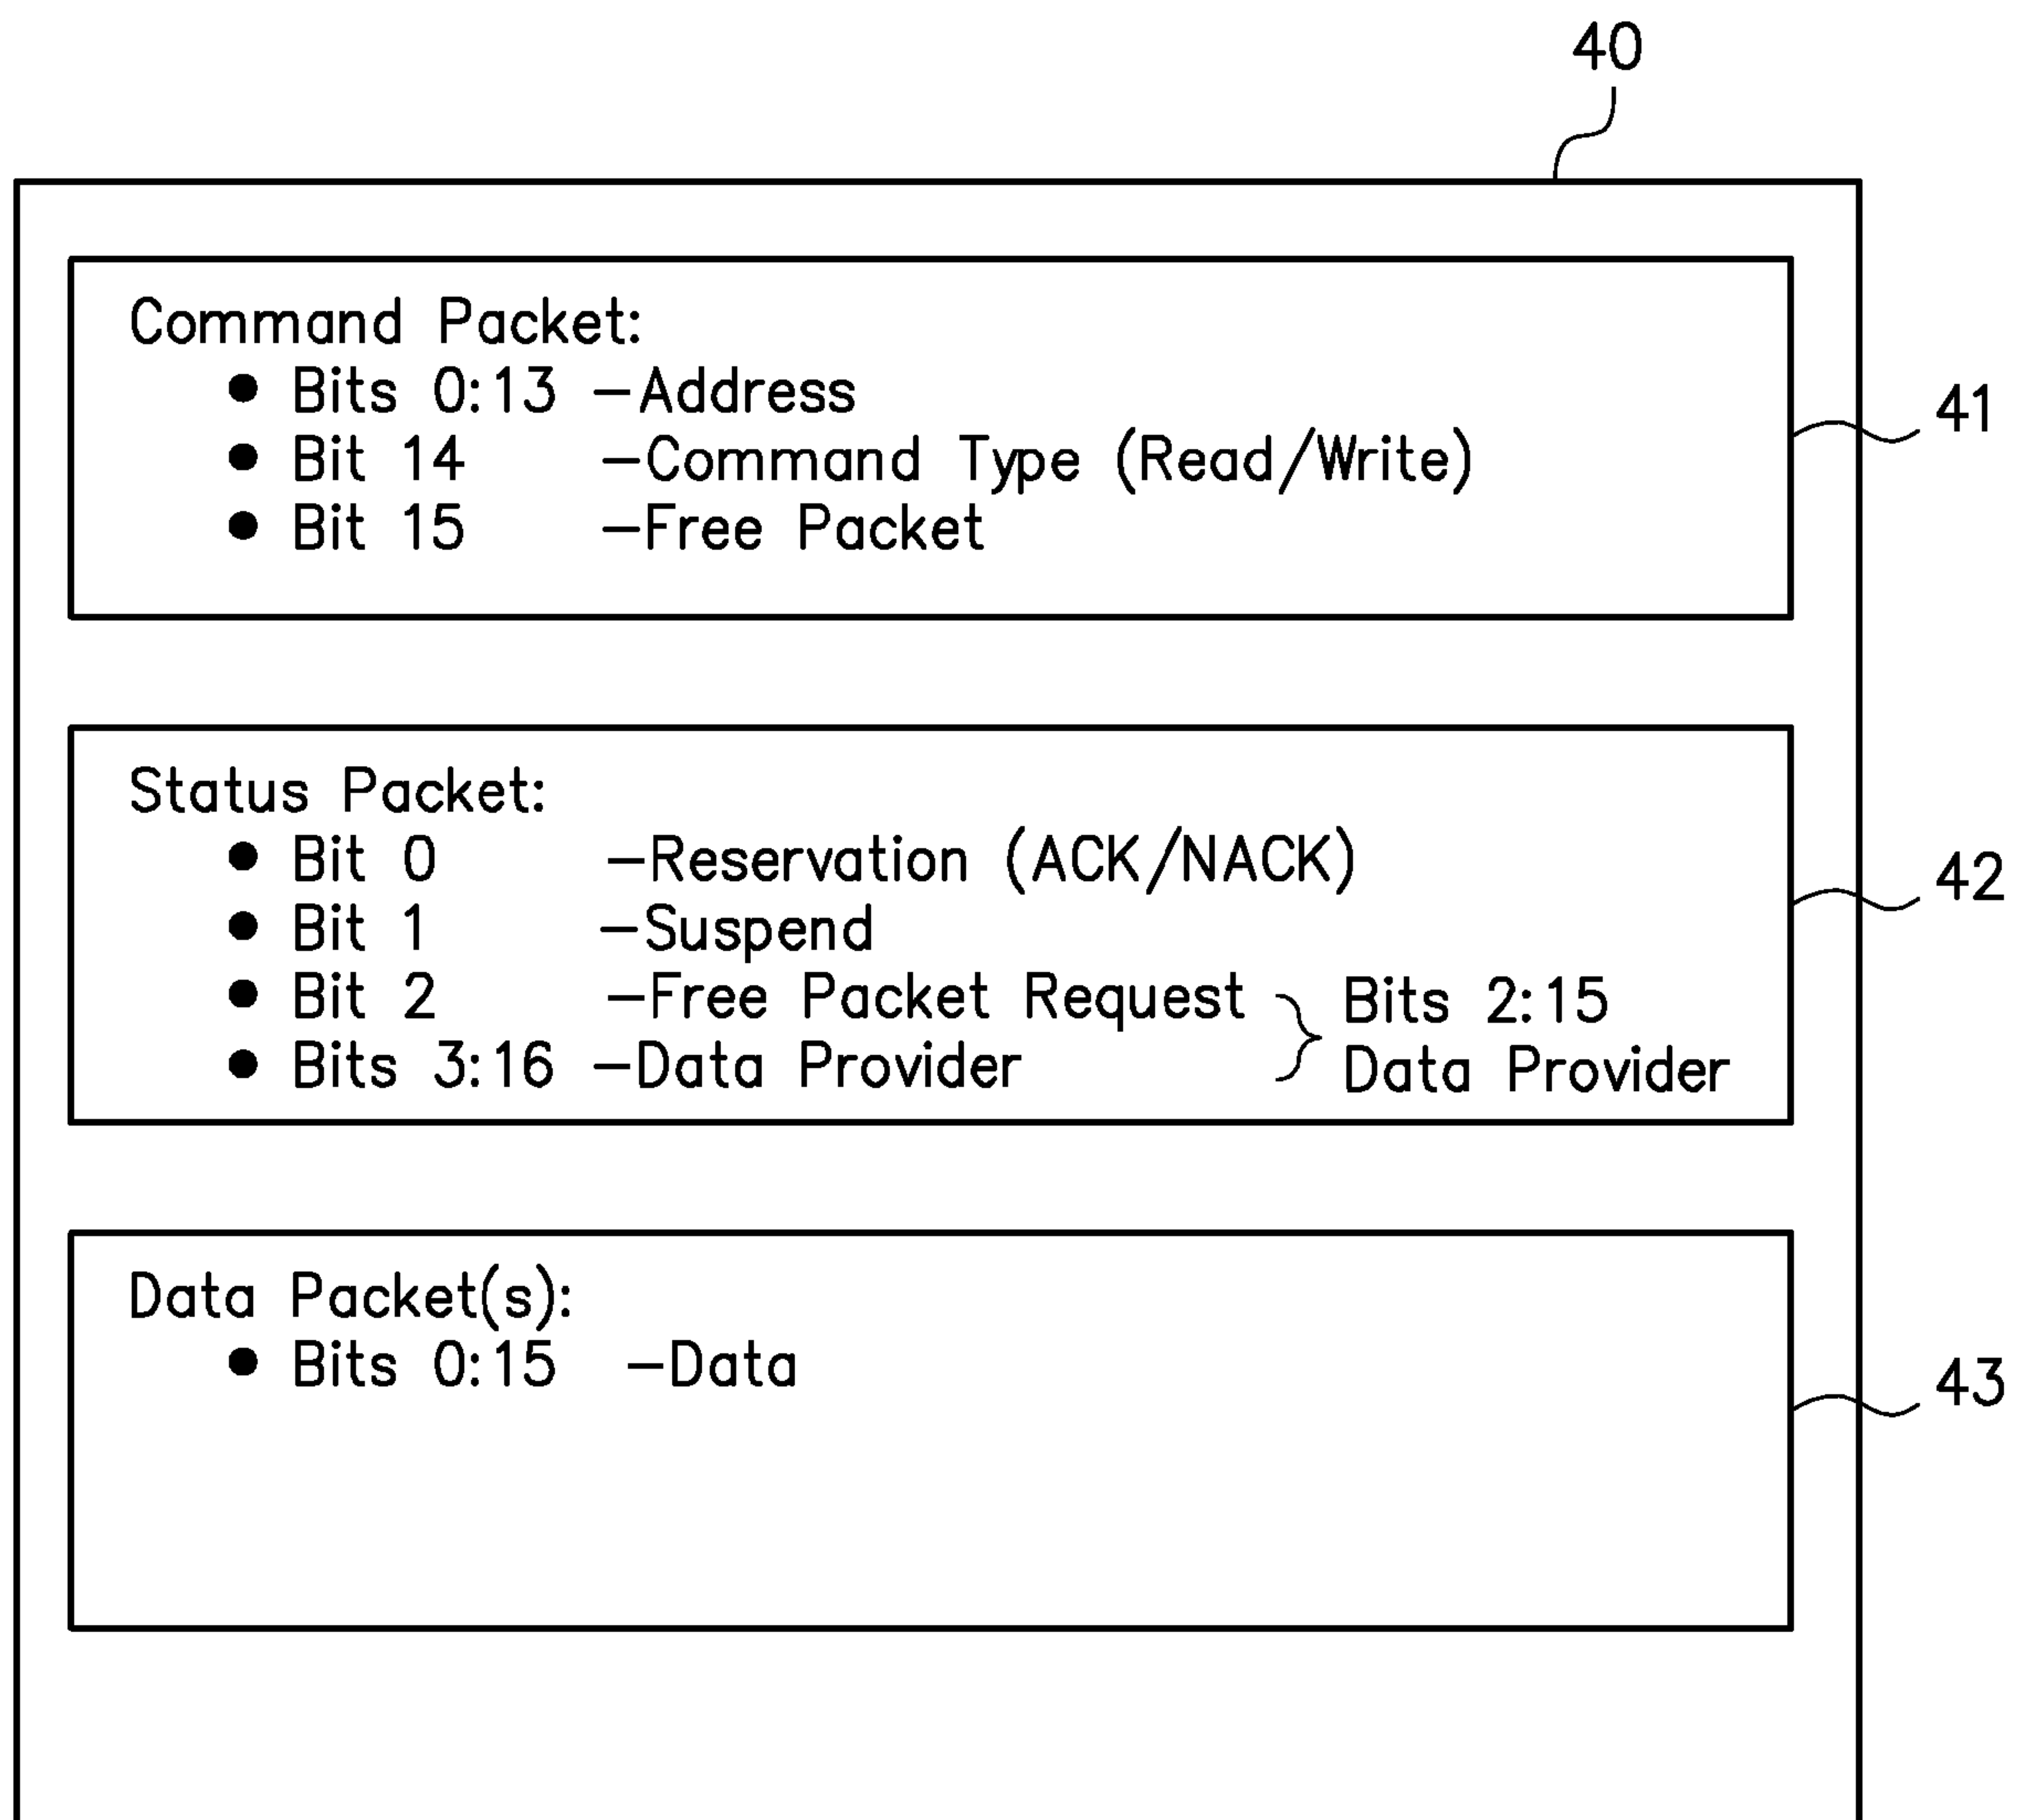 40
Command Packet:
● Bits 0:13 –Address
● Bit 14 –Command Type (Read/Write)
● Bit 15 –Free Packet
41
Status Packet:
● Bit 0 –Reservation (ACK/NACK)
● Bit 1 –Suspend
● Bit 2 –Free Packet Request
● Bits 3:16 –Data Provider
Bits 2:15
Data Provider
42
Data Packet(s):
● Bits 0:15 –Data
43